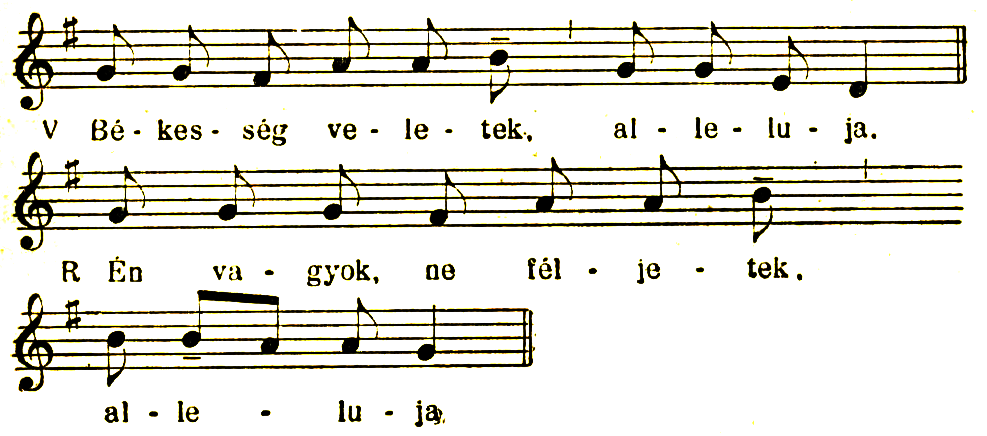 V Bé - kes - ség ve - le - tek, al - le - lu - ja.
R Én va - gyok, ne fél - je - tek,
al - le - lu - ja.